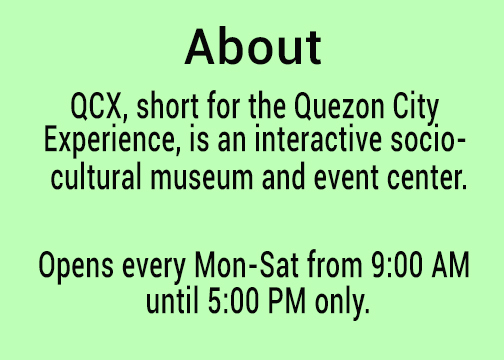 About
QCX, short for the Quezon City
Experience, is an interactive socio-
cultural museum and event center.
Opens every Mon-Sat from 9:00 AM
until 5:00 PM only.